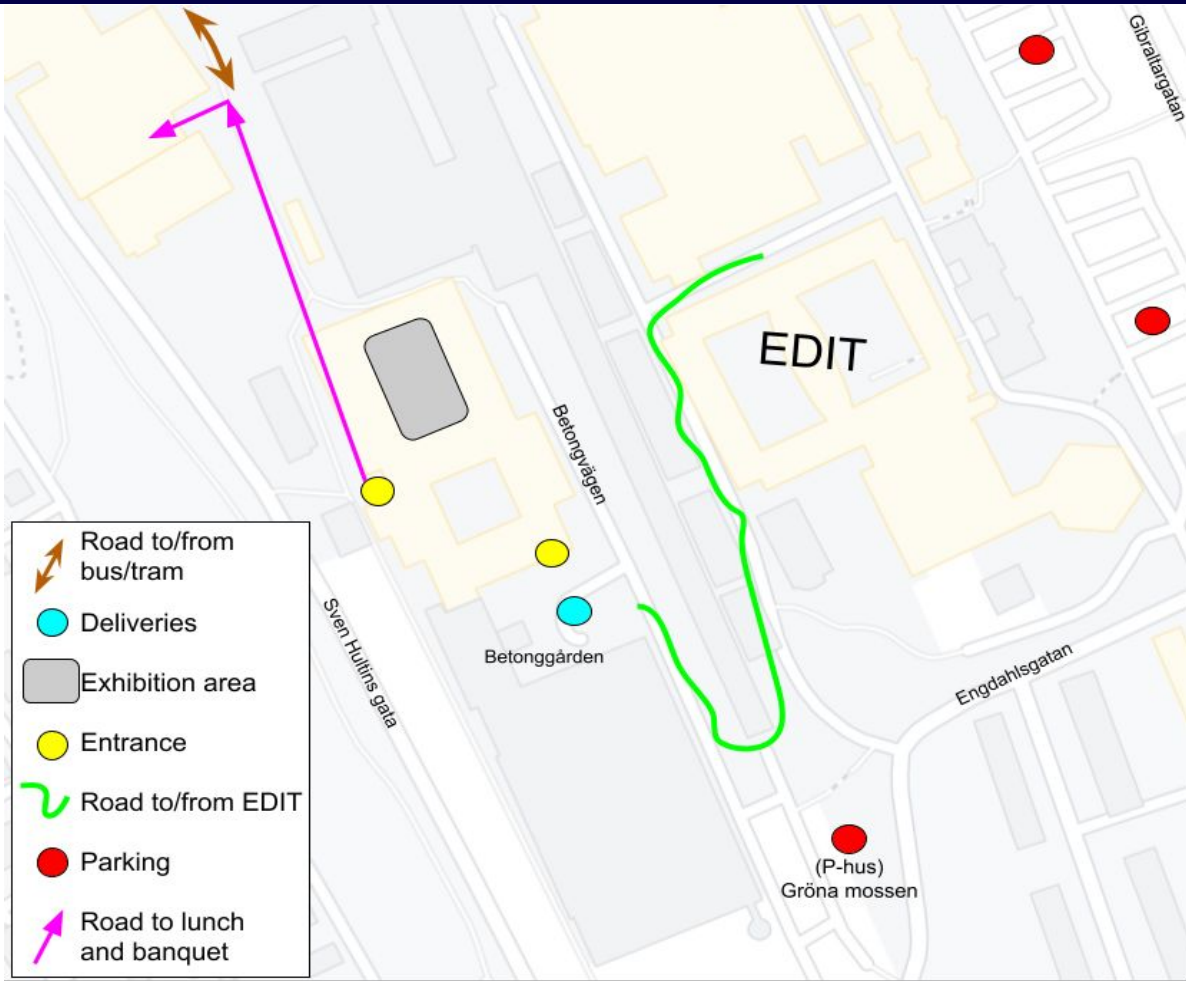 Gibraltargatan
EDIT
Betongvägen
Sven Hultins gata
Betonggården
Engdahlsgatan
(P-hus)
Gröna mossen
Road to/from
bus/tram
Deliveries
Exhibition area
Entrance
Road to/from EDIT
Parking
Road to lunch
and banquet